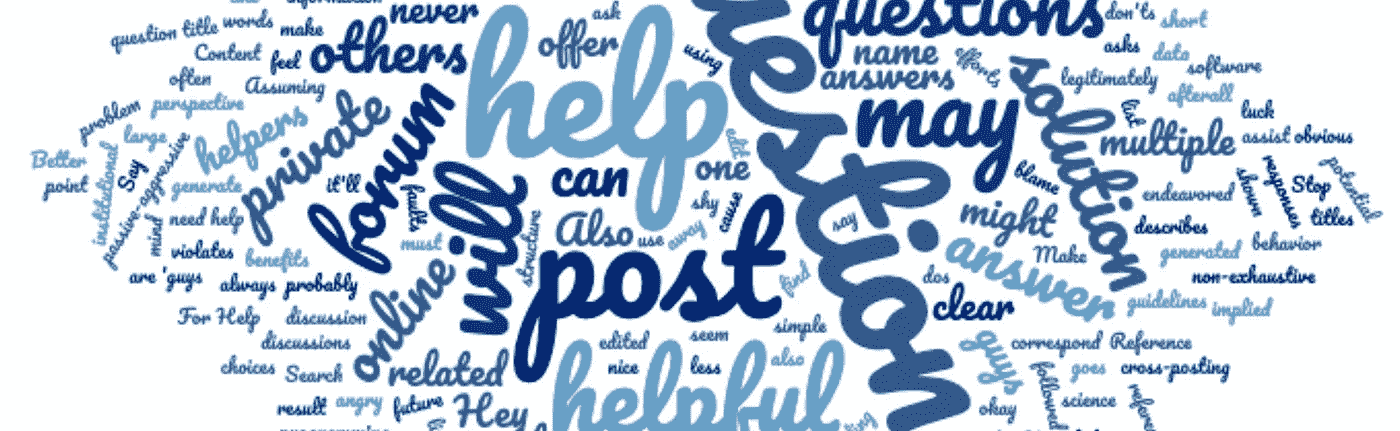 information
never
ask
questions
don'ts
short
question title
words
make
others
offer
asks
Content
feel
using
name
data
software
often
Assuming
help
answers
legitimately
problem
perspective
forum
may
solution
list
afterall
luck
large
helpers
private
edit
multiple
assist
obvious
Better
point
institutional
Say
passive-aggressive
generate
it'll
can
one
blame
shown
responses
Stop
potential
titles
mind
need help
faults
will
shy
cause
question
say
might
endeavored
describes
violates
benefits
must
structure
Also
use
away
Make
generated
behavior
are 'guys
always
probably
online
post
find
dos
answer
non-exhaustive
For Help
discussion
clear
guidelines
implied
discussions
edited
seem
simple
guys
correspond
Reference
choices
Search
related
nice
less
also
followed
goes
cross-posting
result
angry
future
Hey
helpful
okay
science
programming